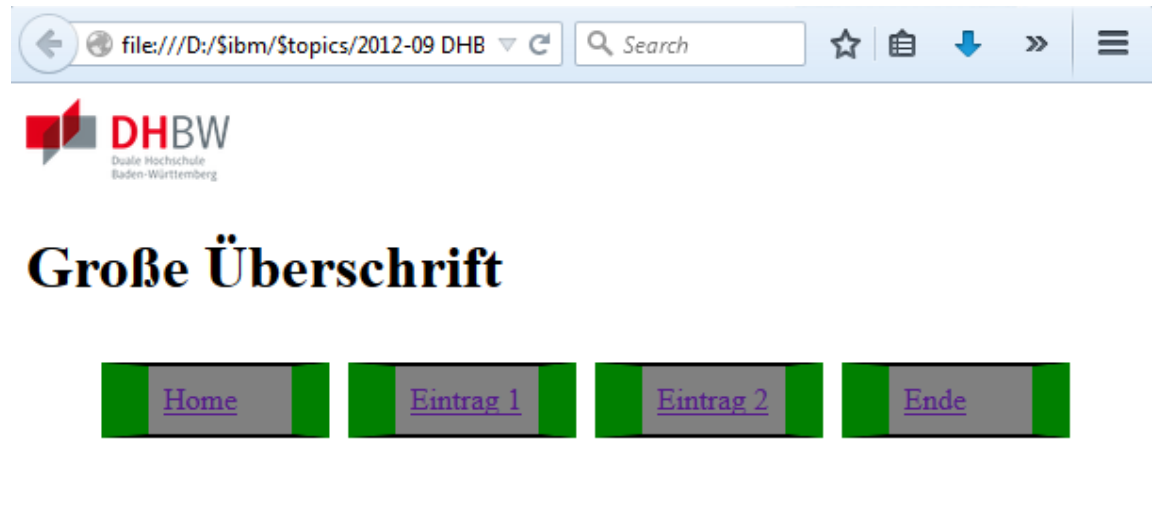 file:///D:/$ibm/$topics/2012-09 DHB
Search
DHBW
Duale Hochschule
Baden-Württemberg
Große Überschrift
Home
Eintrag 1
Eintrag 2
Ende